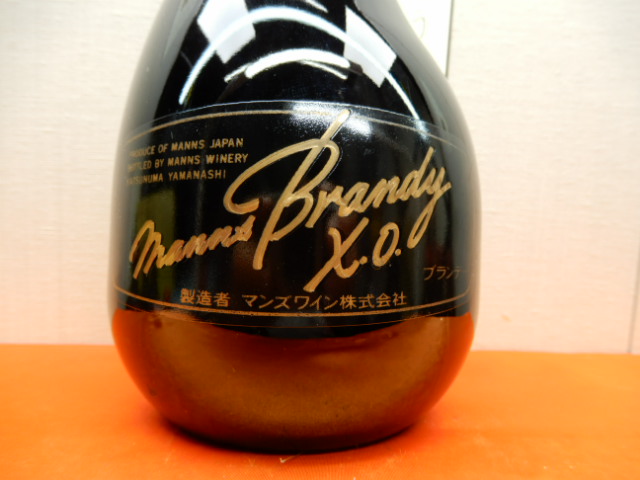 PRODUCE OF MANNS JAPAN
BOTTLED BY MANNS WINERY
KATSUNUMA YAMANASHI
Manns Brandy
X.O.
ブランデ
製造者 マンズワイン株式会社